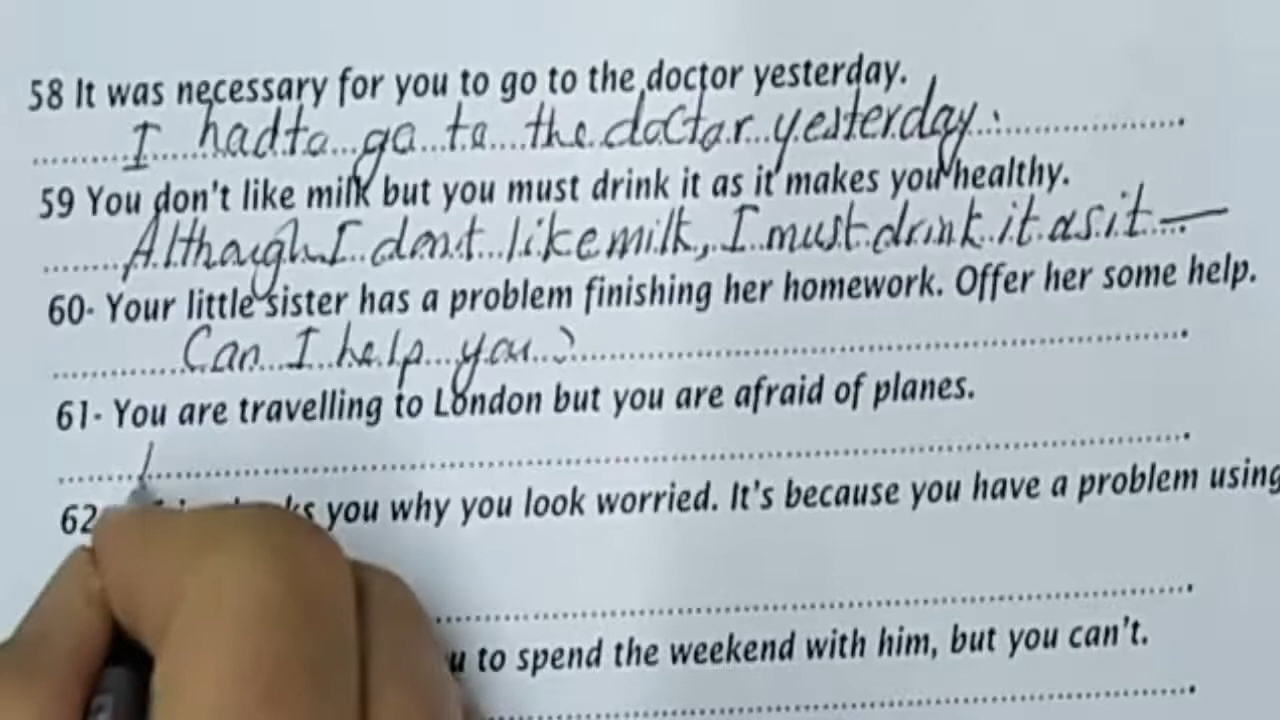 58 It was necessary for you to go to the doctor yesterday.
I had to go to the doctor yesterday.
59 You don't like milk but you must drink it as it makes you healthy.
Although I don't like milk, I must drink it as it —
60- Your little sister has a problem finishing her homework. Offer her some help.
Can I help you?
61- You are travelling to London but you are afraid of planes.
62 you why you look worried. It's because you have a problem using
to spend the weekend with him, but you can't.